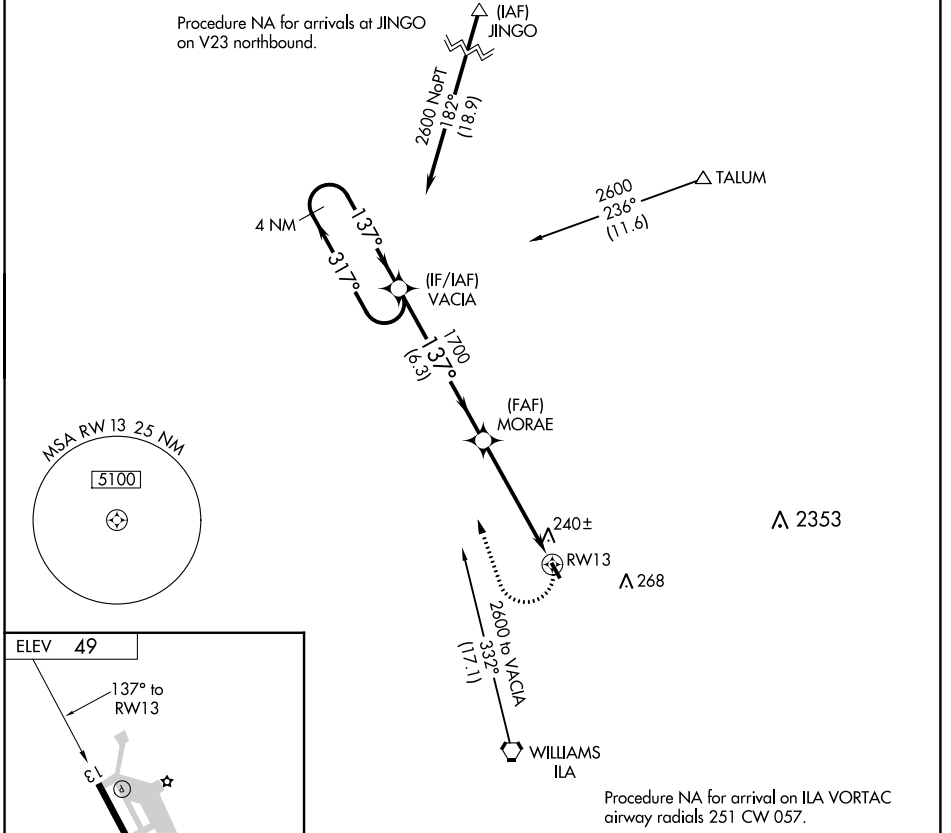 Procedure NA for arrivals at JINGO
on V23 northbound.
(IAF)
JINGO
2600 NoPT
182°
(18.9)
TALUM
2600
236°
(11.6)
4 NM
137°
317°
(IF/IAF)
VACIA
1700
137°
(6.3)
(FAF)
MORAE
MSA RW 13 25 NM
5100
2353
240±
RW13
268
2600 to VACIA
332°
(17.1)
WILLIAMS
ILA
ELEV 49
137° to
RW13
13
P
Procedure NA for arrival on ILA VORTAC
airway radials 251 CW 057.